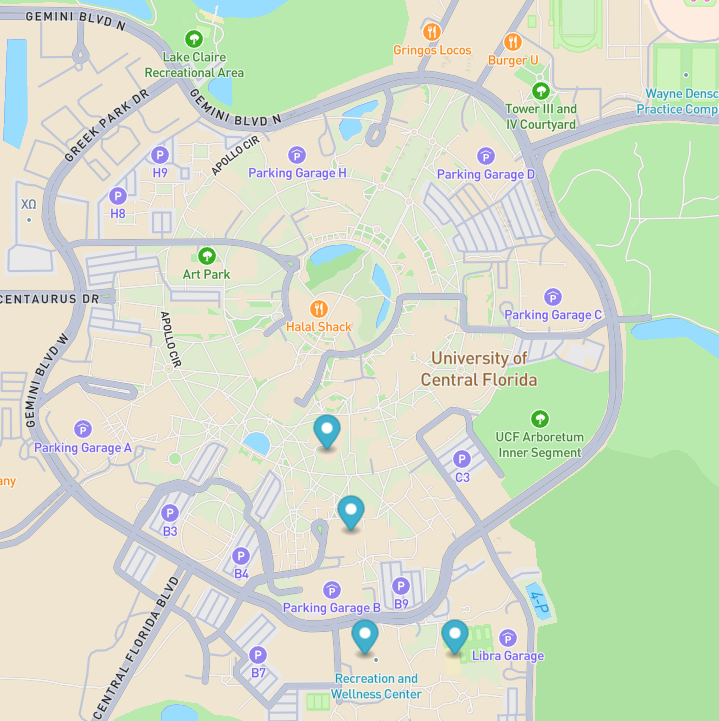 GEMINI BLVD N
Lake Claire
Recreational Area
Gringos Locos
Burger U
GREEK PARK DR
GEMINI BLVD N
Tower III and
IV Courtyard
Wayne Densc
Practice Comp
APOLLO CIR
P
H9
P
Parking Garage H
P
Parking Garage D
P
H8
ΧΩ
Art Park
CENTAURUS DR
Halal Shack
P
Parking Garage C
APOLLO CIR
University of
Central Florida
GEMINI BLVD W
P
Parking Garage A
UCF Arboretum
Inner Segment
P
C3
any
P
B3
P
B4
P
Parking Garage B
P
B9
4-P
CENTRAL FLORIDA BLVD
P
B7
P
Libra Garage
Recreation and
Wellness Center